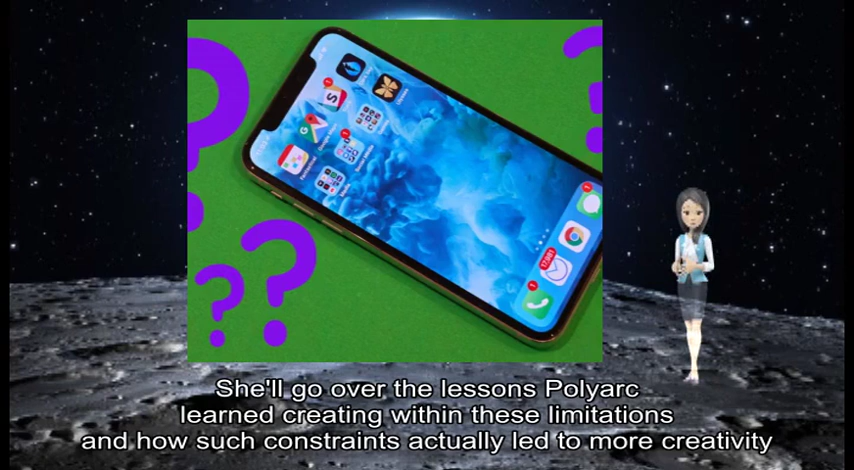 She'll go over the lessons Polyarc
learned creating within these limitations
and how such constraints actually led to more creativity